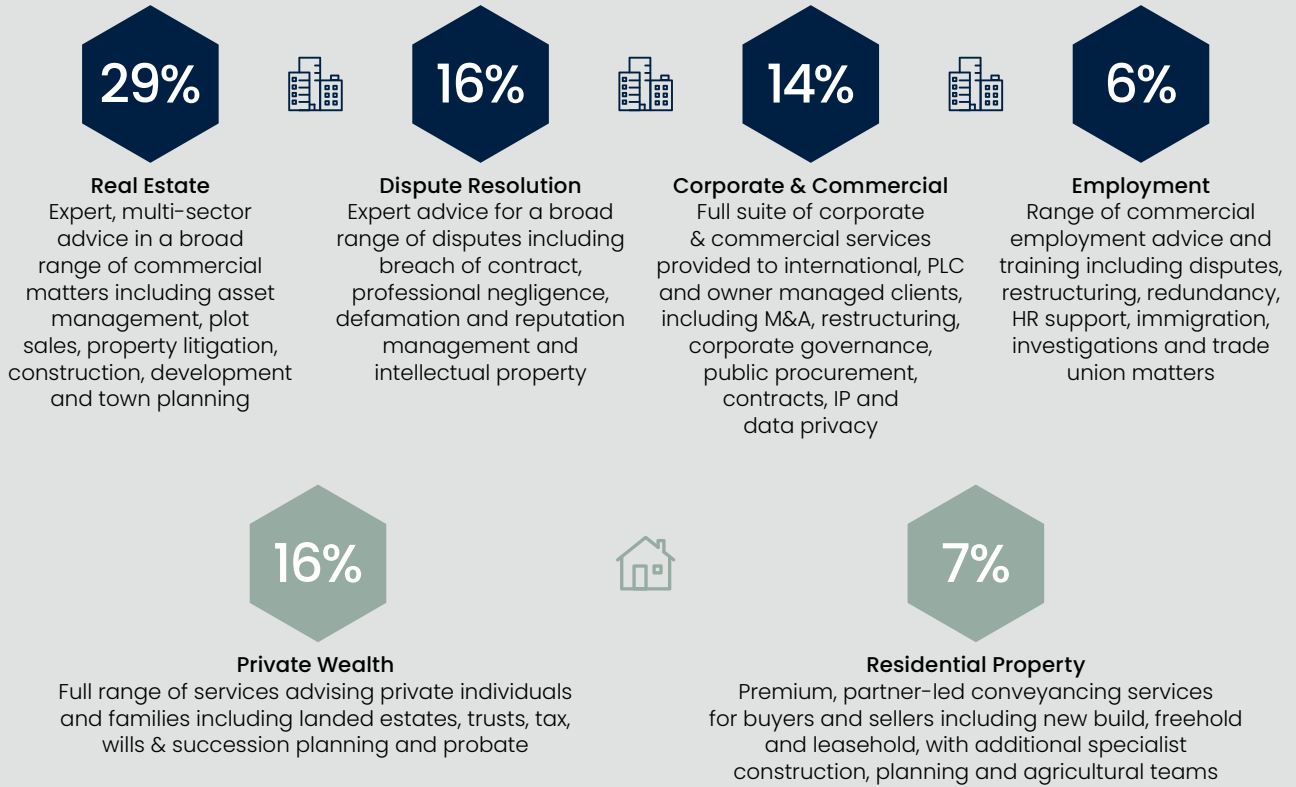 29%
Real Estate
Expert, multi-sector
advice in a broad
range of commercial
matters including asset
management, plot
sales, property litigation,
construction, development
and town planning
16%
Dispute Resolution
Expert advice for a broad
range of disputes including
breach of contract,
professional negligence,
defamation and reputation
management and
intellectual property
14%
Corporate & Commercial
Full suite of corporate
& commercial services
provided to international, PLC
and owner managed clients,
including M&A, restructuring,
corporate governance,
public procurement,
contracts, IP and
data privacy
6%
Employment
Range of commercial
employment advice and
training including disputes,
restructuring, redundancy,
HR support, immigration,
investigations and trade
union matters
16%
Private Wealth
Full range of services advising private individuals
and families including landed estates, trusts, tax,
wills & succession planning and probate
7%
Residential Property
Premium, partner-led conveyancing services
for buyers and sellers including new build, freehold
and leasehold, with additional specialist
construction, planning and agricultural teams